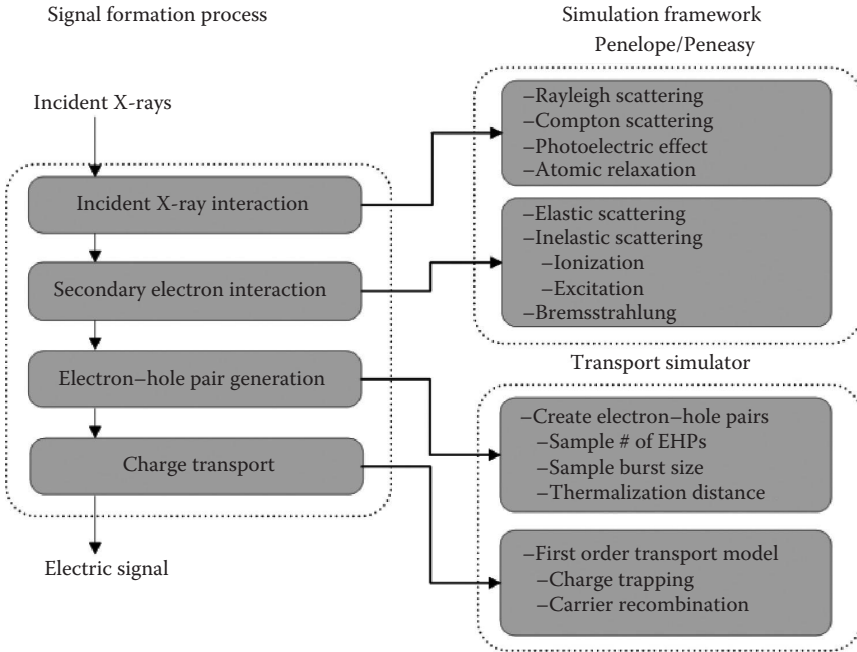 Signal formation process
Incident X-rays
Incident X-ray interaction
Secondary electron interaction
Electron–hole pair generation
Charge transport
Electric signal
Simulation framework
Penelope/Peneasy
–Rayleigh scattering
–Compton scattering
–Photoelectric effect
–Atomic relaxation
–Elastic scattering
–Inelastic scattering
–Ionization
–Excitation
–Bremsstrahlung
Transport simulator
–Create electron–hole pairs
–Sample # of EHPs
–Sample burst size
–Thermalization distance
–First order transport model
–Charge trapping
–Carrier recombination